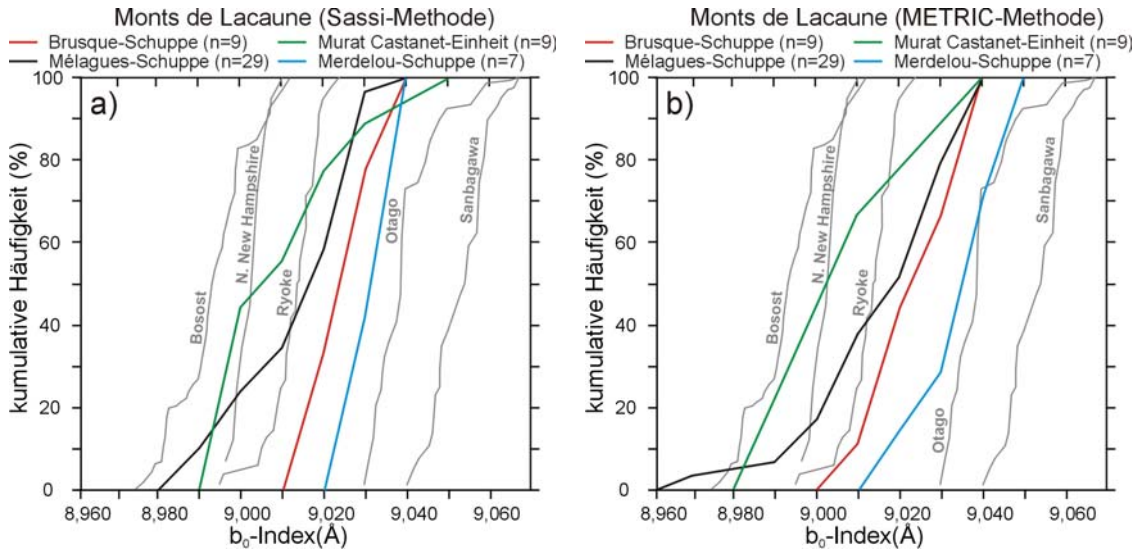 Monts de Lacaune (Sassi-Methode)
Brusque-Schuppe (n=9)
Murat Castanet-Einheit (n=9)
Mélagues-Schuppe (n=29)
Merdelou-Schuppe (n=7)
a)
100
80
60
40
20
0
kumulative Häufigkeit (%)
Bosost
N. New Hampshire
Ryoke
Otago
Sanbagawa
8,960
8,980
9,000
9,020
9,040
9,060
b₀-Index(Å)
Monts de Lacaune (METRIC-Methode)
Brusque-Schuppe (n=9)
Murat Castanet-Einheit (n=9)
Mélagues-Schuppe (n=29)
Merdelou-Schuppe (n=7)
b)
100
80
60
40
20
0
kumulative Häufigkeit (%)
Bosost
N. New Hampshire
Ryoke
Otago
Sanbagawa
8,960
8,980
9,000
9,020
9,040
9,060
b₀-Index(Å)